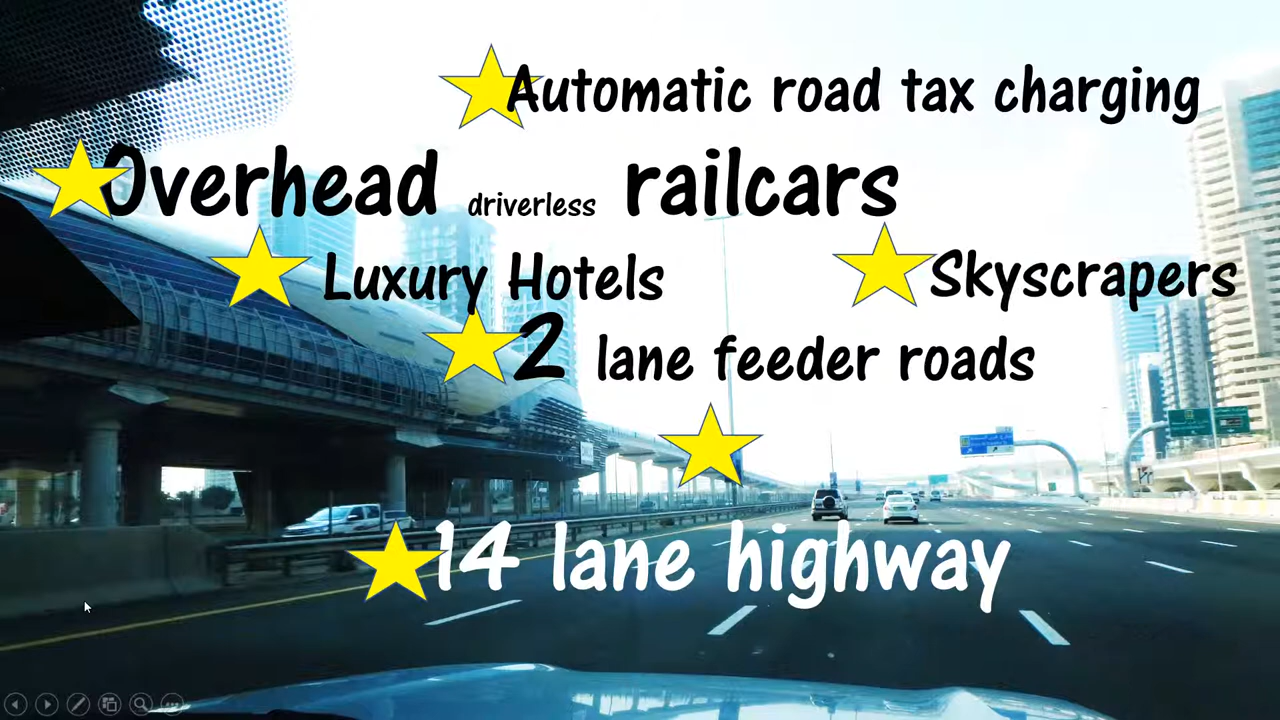 Automatic road tax charging
Overhead driverless railcars
Luxury Hotels
Skyscrapers
2 lane feeder roads
14 lane highway